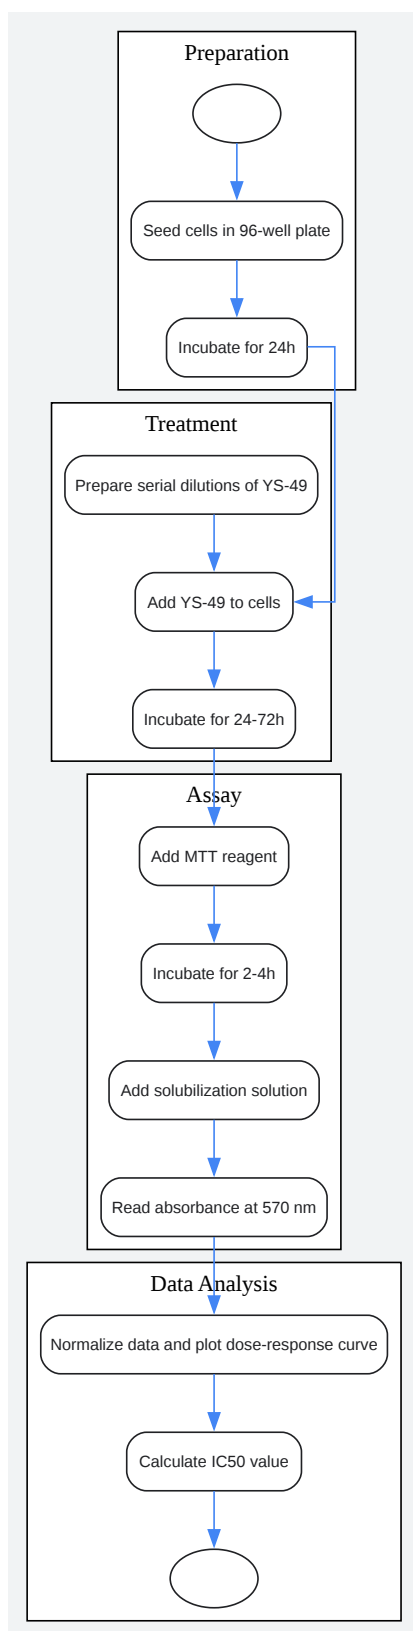 Preparation
Seed cells in 96-well plate
Incubate for 24h
Treatment
Prepare serial dilutions of YS-49
Add YS-49 to cells
Incubate for 24-72h
Assay
Add MTT reagent
Incubate for 2-4h
Add solubilization solution
Read absorbance at 570 nm
Data Analysis
Normalize data and plot dose-response curve
Calculate IC50 value